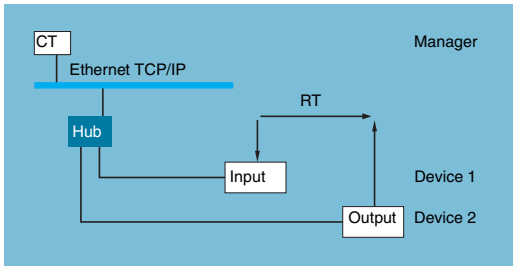 CT
Manager
Ethernet TCP/IP
RT
Hub
Input
Device 1
Output
Device 2